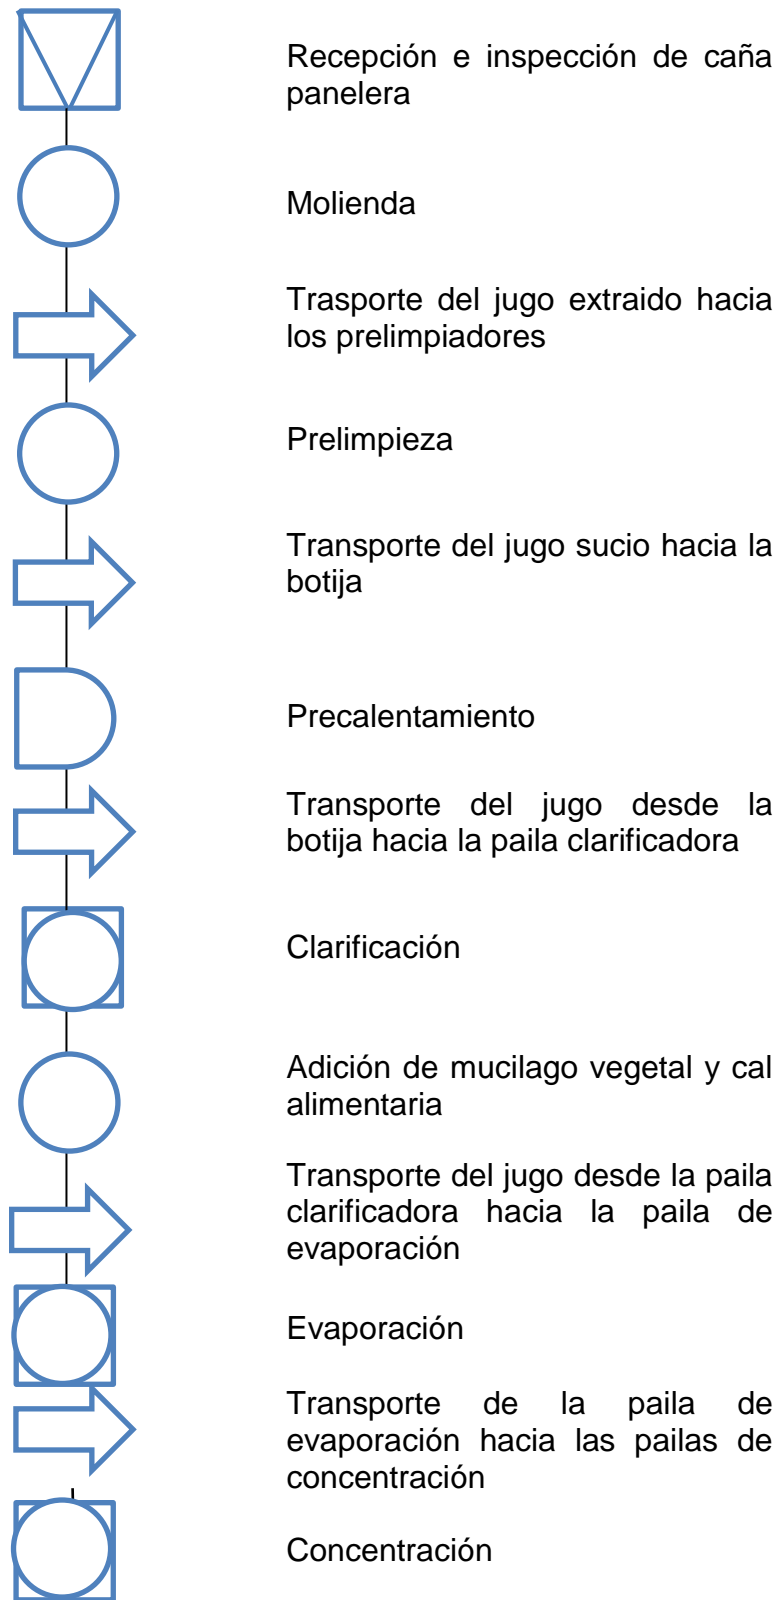 Recepción e inspección de caña
panelera
Molienda
Trasporte del jugo extraido hacia
los prelimpiadores
Prelimpieza
Transporte del jugo sucio hacia la
botija
Precalentamiento
Transporte del jugo desde la
botija hacia la paila clarificadora
Clarificación
Adición de mucilago vegetal y cal
alimentaria
Transporte del jugo desde la paila
clarificadora hacia la paila de
evaporación
Evaporación
Transporte de la paila de
evaporación hacia las pailas de
concentración
Concentración